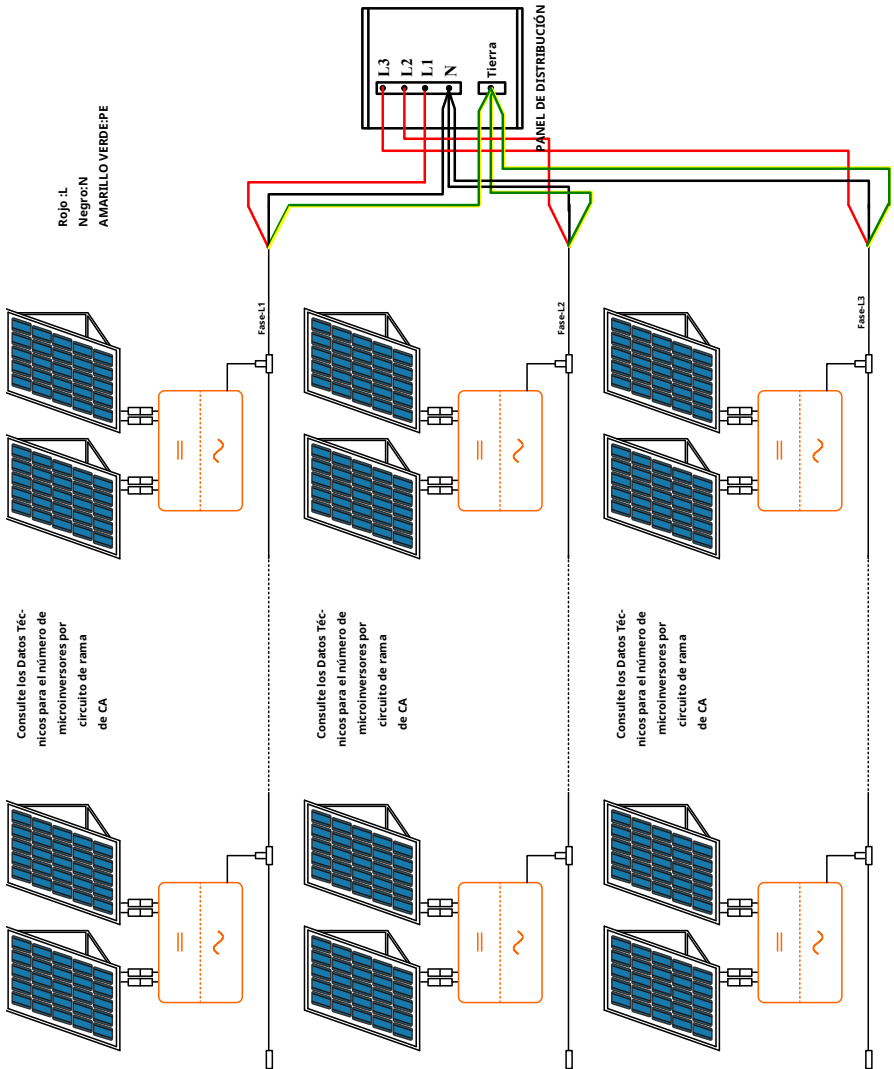 L3
L2
L1
N
Tierra
PANEL DE DISTRIBUCIÓN
Rojo :L
Negro:N
AMARILLO VERDE:PE
Fase-L1
Fase-L2
Fase-L3
Consulte los Datos Téc-
nicos para el número de
microinversores por
circuito de rama
de CA
Consulte los Datos Téc-
nicos para el número de
microinversores por
circuito de rama
de CA
Consulte los Datos Téc-
nicos para el número de
microinversores por
circuito de rama
de CA